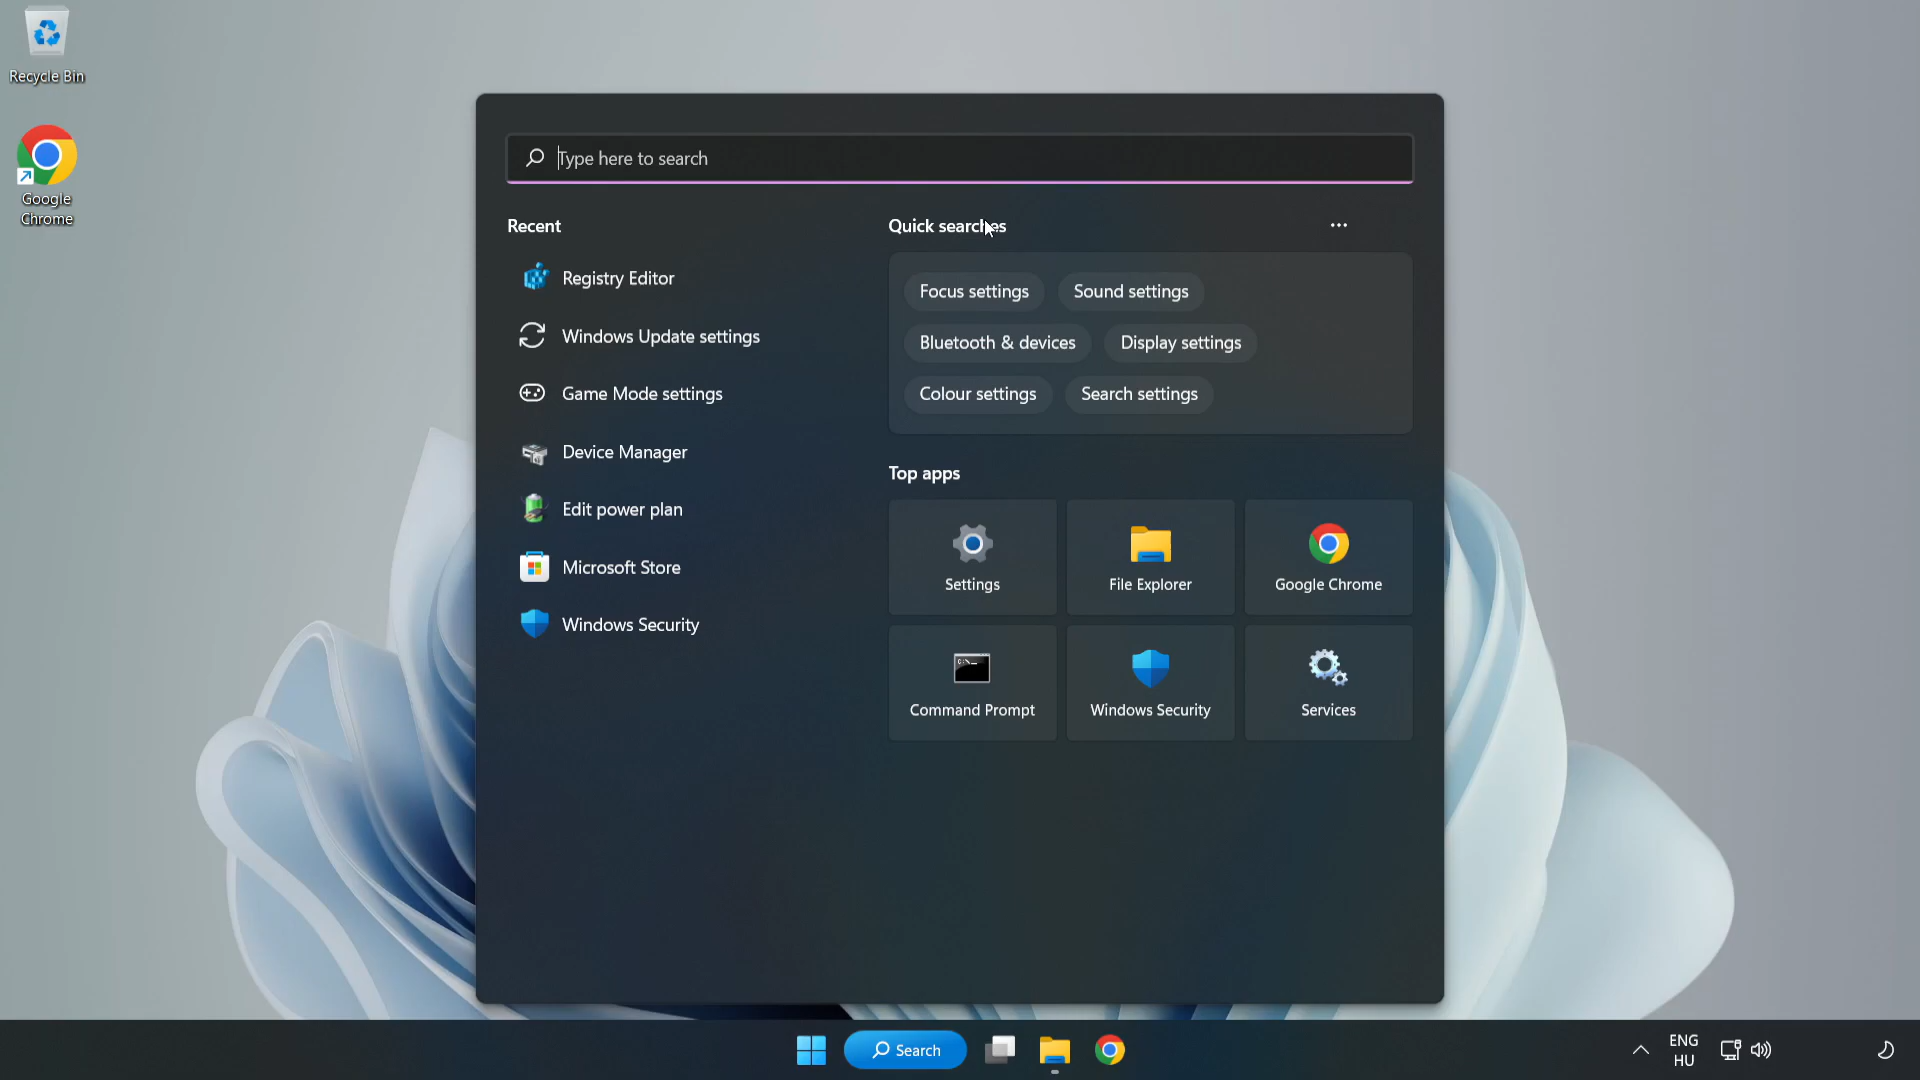 Recycle Bin
Google
Chrome
Type here to search
Recent
Registry Editor
Windows Update settings
Game Mode settings
Device Manager
Edit power plan
Microsoft Store
Windows Security
Quick searches
Focus settings
Sound settings
Bluetooth & devices
Display settings
Colour settings
Search settings
Top apps
Settings
File Explorer
Google Chrome
Command Prompt
Windows Security
Services
Search
ENG
HU